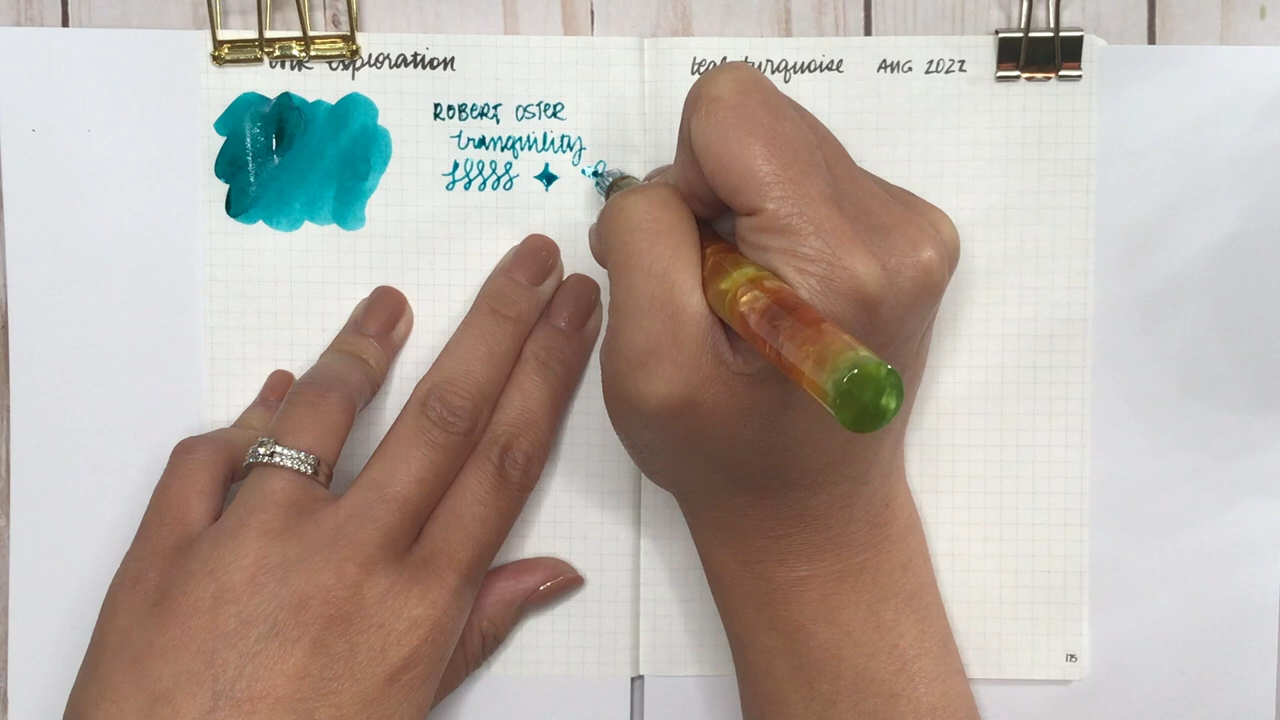 ink exploration
ROBERT OSTER
tranquility
teal turquoise AUG 2022
175